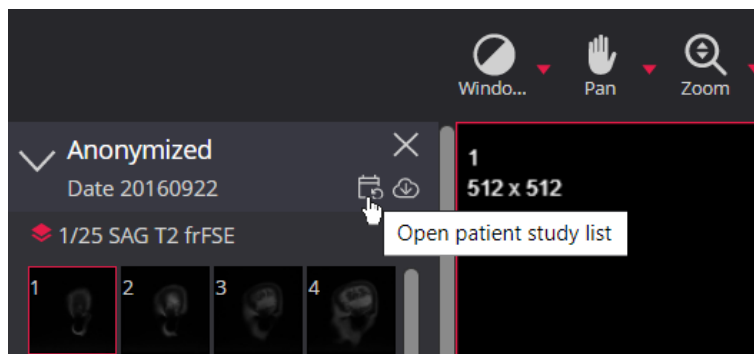 Windo...
Pan
Zoom
Anonymized
Date 20160922
1
512 x 512
Open patient study list
1/25 SAG T2 frFSE
1 2 3 4